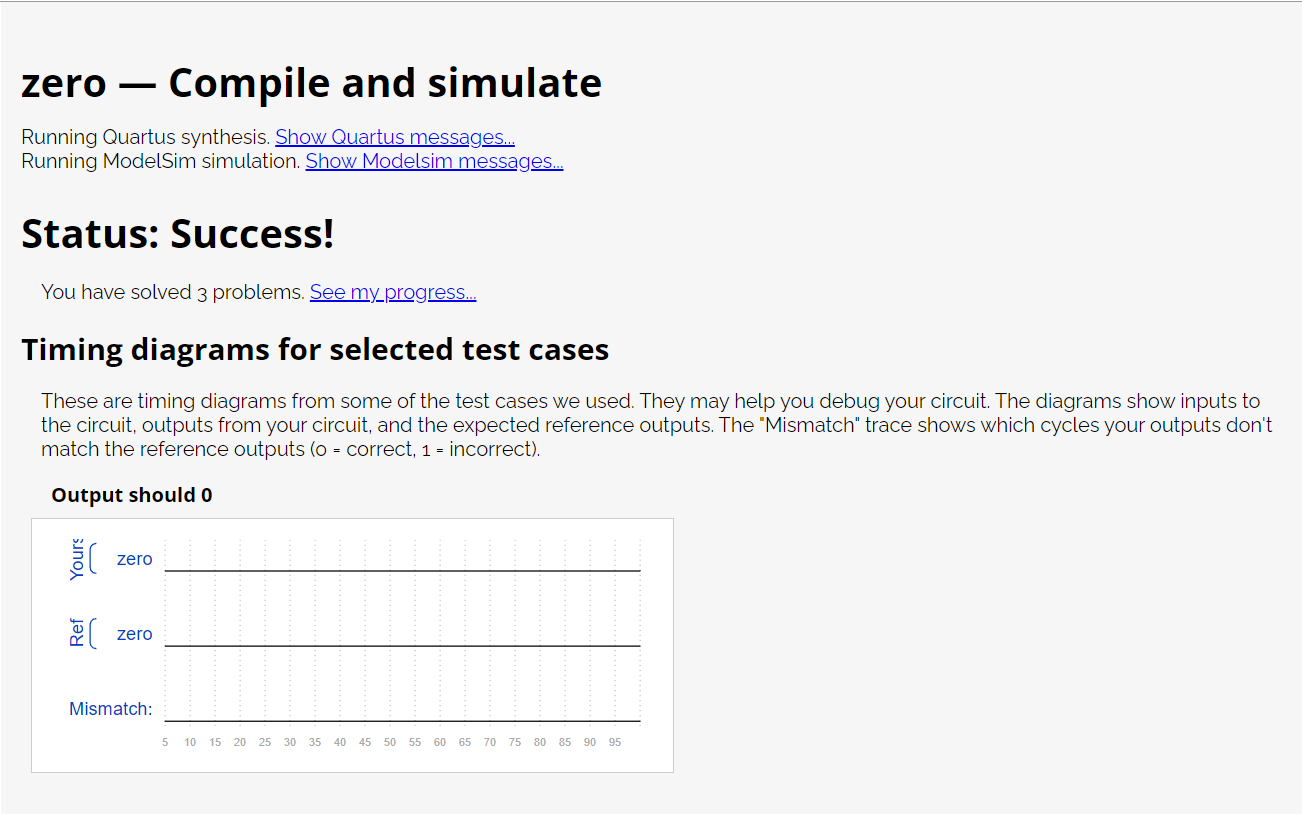 zero — Compile and simulate
Running Quartus synthesis. Show Quartus messages...
Running ModelSim simulation. Show Modelsim messages...
Status: Success!
You have solved 3 problems. See my progress...
Timing diagrams for selected test cases
These are timing diagrams from some of the test cases we used. They may help you debug your circuit. The diagrams show inputs to
the circuit, outputs from your circuit, and the expected reference outputs. The "Mismatch" trace shows which cycles your outputs don't
match the reference outputs (0 = correct, 1 = incorrect).
Output should 0
Yours zero
Ref zero
Mismatch:
5 10 15 20 25 30 35 40 45 50 55 60 65 70 75 80 85 90 95